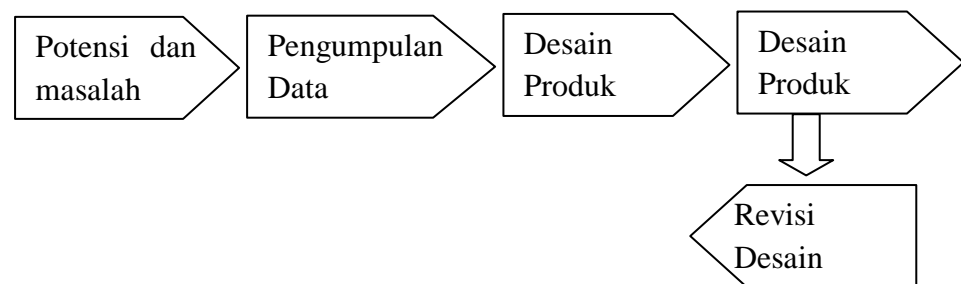 Potensi dan
masalah
Pengumpulan
Data
Desain
Produk
Desain
Produk
Revisi
Desain